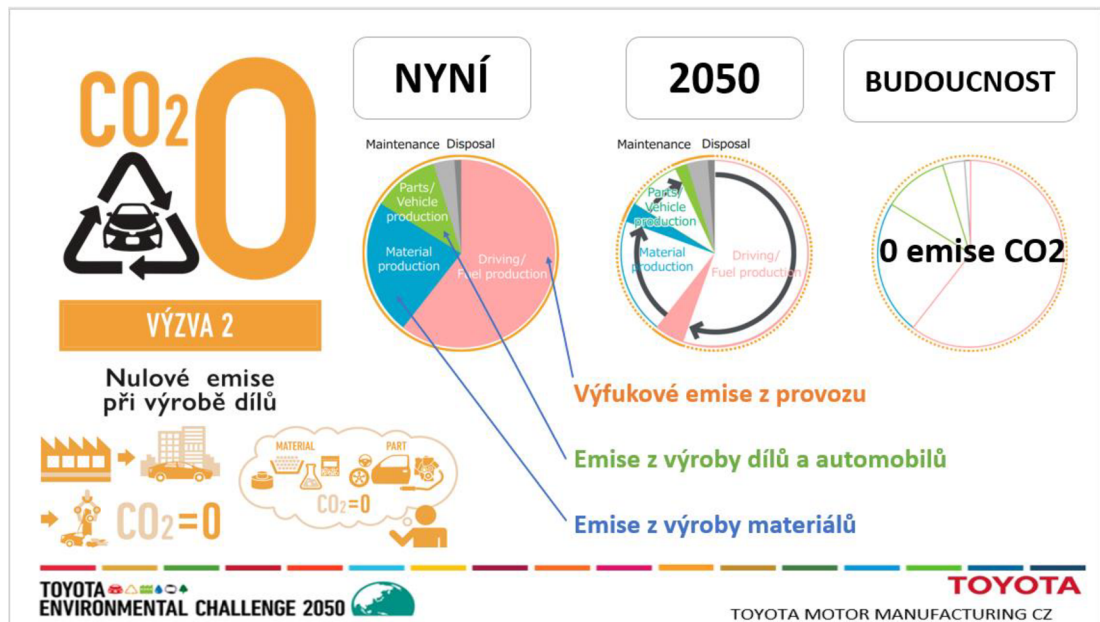 CO2 0
NYNÍ
2050
BUDOUCNOST
Maintenance
Disposal
Parts/
Vehicle
production
Material
production
Driving/
Fuel production
Maintenance
Disposal
Parts/
Vehicle
production
Material
production
Driving/
Fuel production
0 emise CO2
VÝZVA 2
Nulové emise
při výrobě dílů
MATERIAL
PART
CO2=0
CO2=0
Výfukové emise z provozu
Emise z výroby dílů a automobilů
Emise z výroby materiálů
TOYOTA
ENVIRONMENTAL CHALLENGE 2050
TOYOTA
TOYOTA MOTOR MANUFACTURING CZ